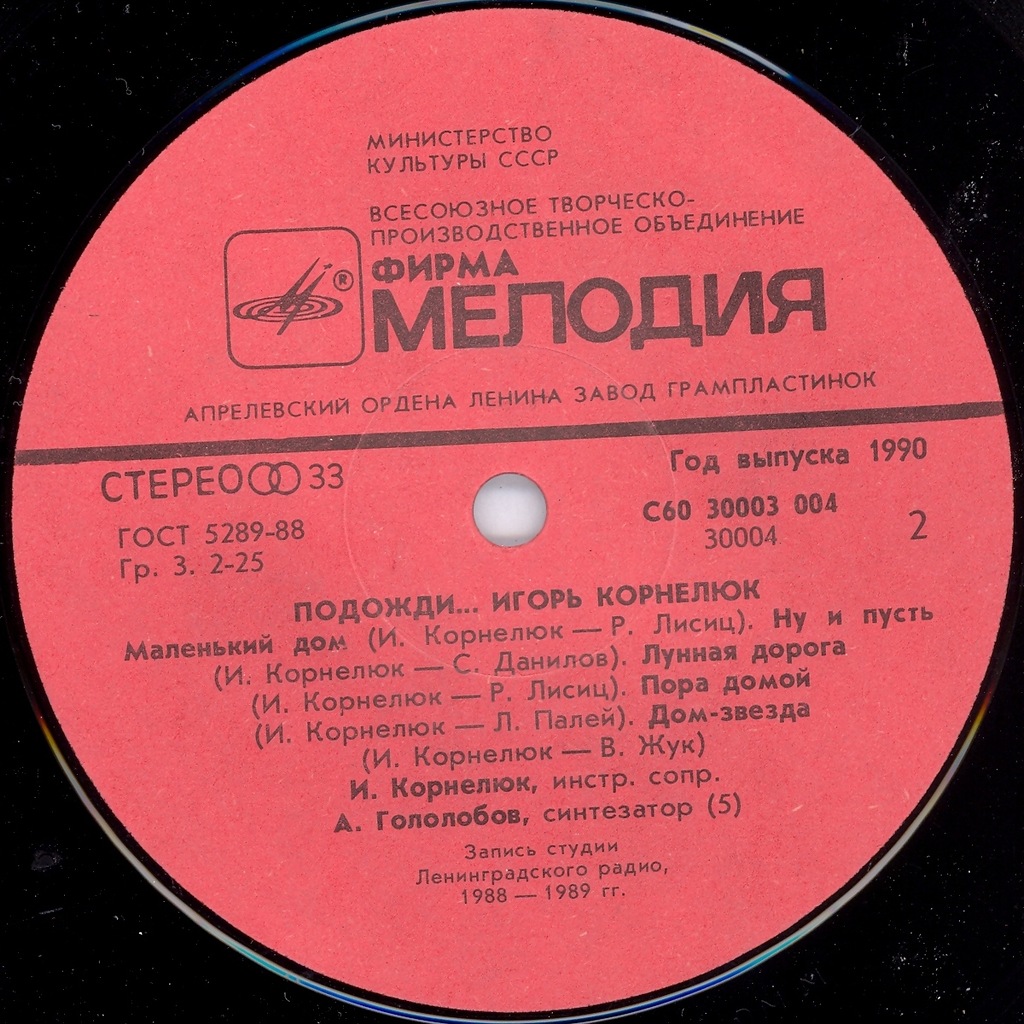 МИНИСТЕРСТВО
КУЛЬТУРЫ СССР
ВСЕСОЮЗНОЕ ТВОРЧЕСКО-
ПРОИЗВОДСТВЕННОЕ ОБЪЕДИНЕНИЕ
ФИРМА
®
МЕЛОДИЯ
АПРЕЛЕВСКИЙ ОРДЕНА ЛЕНИНА ЗАВОД ГРАМПЛАСТИНОК
СТЕРЕО 33
ГОСТ 5289-88
Гр. 3. 2-25
Год выпуска 1990
С60 30003 004
30004
2
ПОДОЖДИ... ИГОРЬ КОРНЕЛЮК
Маленький дом (И. Корнелюк — Р. Лисиц). Ну и пусть
(И. Корнелюк — С. Данилов). Лунная дорога
(И. Корнелюк — Р. Лисиц). Пора домой
(И. Корнелюк — Л. Палей). Дом-звезда
(И. Корнелюк — В. Жук)
И. Корнелюк, инстр. сопр.
А. Гололобов, синтезатор (5)
Запись студии
Ленинградского радио,
1988 — 1989 гг.